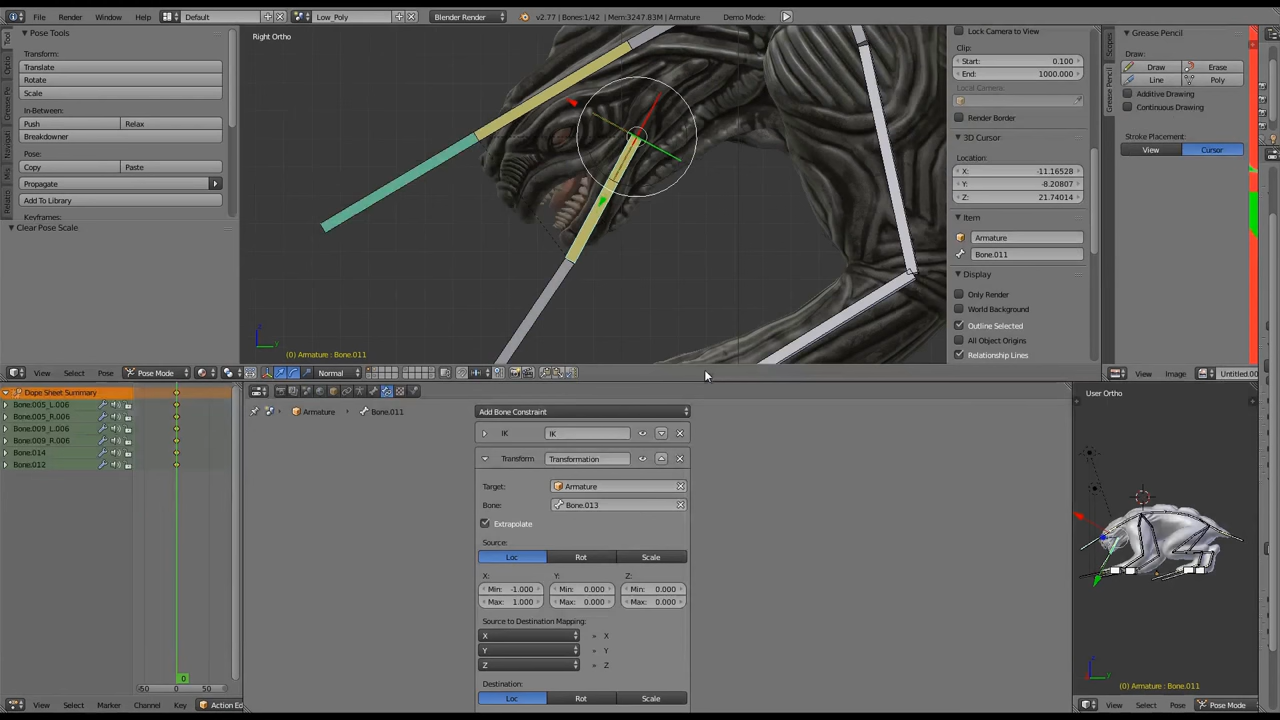 File Render Window Help Default Low_Poly Blender Render v2.77 | Bones:1/42 | Mem:3247.83M | Armature Demo Mode:
Pose Tools
Transform:
Translate
Rotate
Scale
In-Between:
Push Relax
Breakdowner
Pose:
Copy Paste
Propagate
Add To Library
Keyframes:
Clear Pose Scale
Right Ortho
(0) Armature : Bone.011
Lock Camera to View
Clip:
Start: 0.100
End: 1000.000
Local Camera:
Render Border
3D Cursor
Location:
X: -11.16528
Y: -8.20807
Z: 21.74014
Item
Armature
Bone.011
Display
Only Render
World Background
Outline Selected
All Object Origins
Relationship Lines
Scopes
Grease Pencil
Grease Pencil
Draw:
Draw Erase
Line Poly
Additive Drawing
Continuous Drawing
Stroke Placement:
View Cursor
View Select Pose Pose Mode Normal
View Image Untitled.00
Dope Sheet Summary
Bone.005_L.006
Bone.005_R.006
Bone.009_L.006
Bone.009_R.006
Bone.014
Bone.012
-50 0 50
0
View Select Marker Channel Key Action Ed
Armature Bone.011
Add Bone Constraint
IK IK
Transform Transformation
Target: Armature
Bone: Bone.013
Extrapolate
Source:
Loc Rot Scale
X: Y: Z:
Min: -1.000 Min: 0.000 Min: 0.000
Max: 1.000 Max: 0.000 Max: 0.000
Source to Destination Mapping:
X » X
Y » Y
Z » Z
Destination:
Loc Rot Scale
User Ortho
(0) Armature : Bone.011
View Select Pose Pose Mode